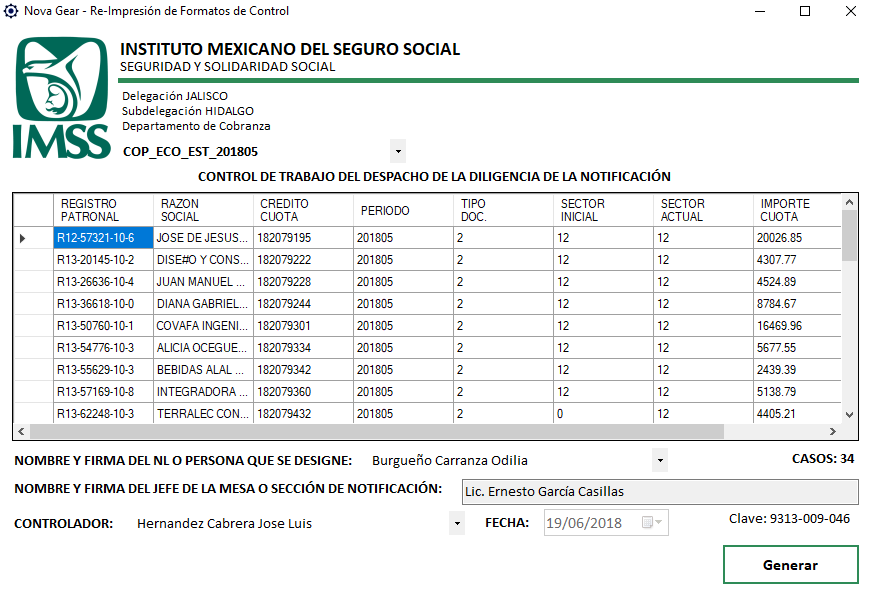 Nova Gear - Re-Impresión de Formatos de Control
IMSS
INSTITUTO MEXICANO DEL SEGURO SOCIAL
SEGURIDAD Y SOLIDARIDAD SOCIAL
Delegación JALISCO
Subdelegación HIDALGO
Departamento de Cobranza
COP_ECO_EST_201805
CONTROL DE TRABAJO DEL DESPACHO DE LA DILIGENCIA DE LA NOTIFICACIÓN
REGISTRO PATRONAL RAZON SOCIAL CREDITO CUOTA PERIODO TIPO DOC. SECTOR INICIAL SECTOR ACTUAL IMPORTE CUOTA
R12-57321-10-6 JOSE DE JESUS... 182079195 201805 2 12 12 20026.85
R13-20145-10-2 DISE#O Y CONS... 182079222 201805 2 12 12 4307.77
R13-26636-10-4 JUAN MANUEL ... 182079228 201805 2 12 12 4524.89
R13-36618-10-0 DIANA GABRIEL... 182079244 201805 2 12 12 8784.67
R13-50760-10-1 COVAFA INGENI... 182079301 201805 2 12 12 16469.96
R13-54776-10-3 ALICIA OCEGUE... 182079334 201805 2 12 12 5677.55
R13-55629-10-3 BEBIDAS ALAL ... 182079342 201805 2 12 12 2439.39
R13-57169-10-8 INTEGRADORA ... 182079360 201805 2 12 12 5138.79
R13-62248-10-3 TERRALEC CON... 182079432 201805 2 0 12 4405.21
NOMBRE Y FIRMA DEL NL O PERSONA QUE SE DESIGNE: Burgueño Carranza Odilia CASOS: 34
NOMBRE Y FIRMA DEL JEFE DE LA MESA O SECCIÓN DE NOTIFICACIÓN: Lic. Ernesto García Casillas
CONTROLADOR: Hernandez Cabrera Jose Luis FECHA: 19/06/2018 Clave: 9313-009-046
Generar